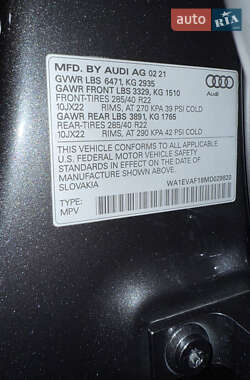 AUTO.RIA
MFD. BY AUDI AG 02 21
GVWR LBS 6471, KG 2935
GAWR FRONT LBS 3329, KG 1510
FRONT-TIRES 285/40 R22
10JX22 RIMS, AT 270 KPA 39 PSI COLD
GAWR REAR LBS 3891, KG 1765
REAR-TIRES 285/40 R22
10JX22 RIMS, AT 290 KPA 42 PSI COLD
Audi
THIS VEHICLE CONFORMS TO ALL APPLICABLE
U.S. FEDERAL MOTOR VEHICLE SAFETY
STANDARDS IN EFFECT ON THE DATE OF
MANUFACTURE SHOWN ABOVE.
SLOVAKIA
TYPE:
MPV